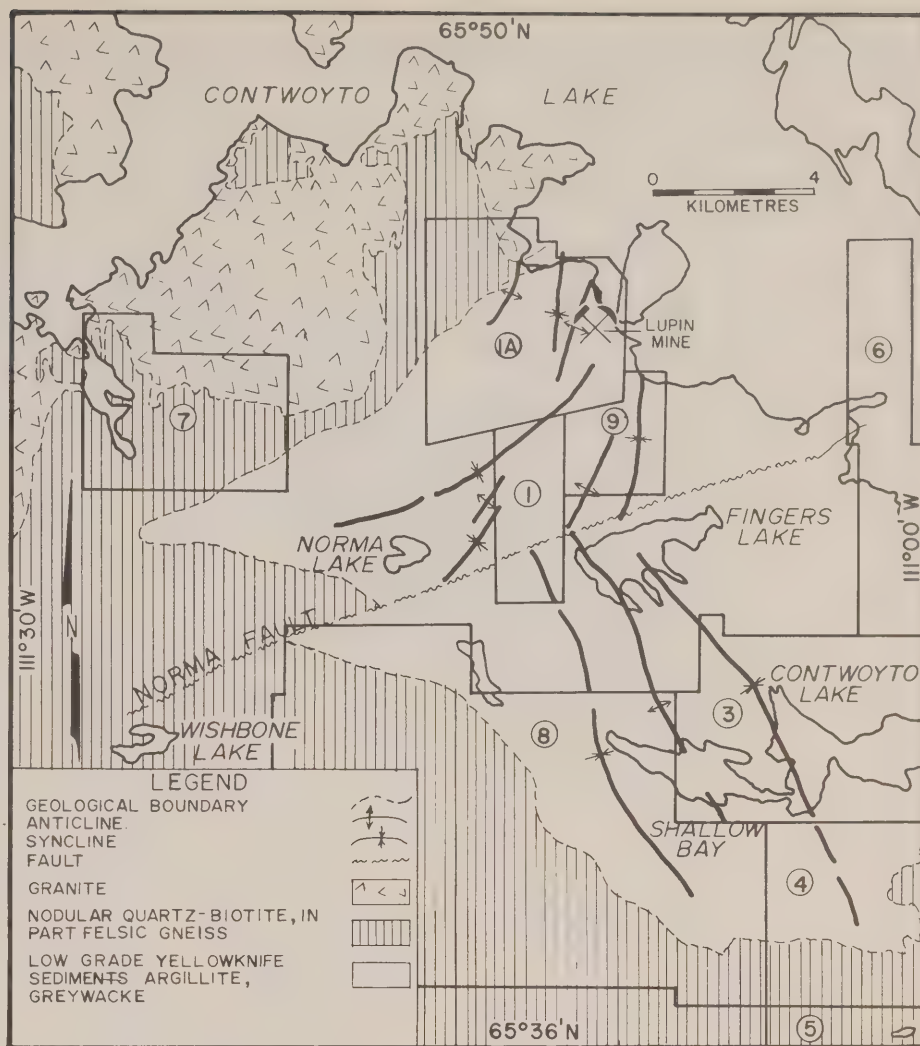 65°50'N
CONTWOYTO LAKE
0 4
KILOMETRES
LUPIN
MINE
1A
6
7
9
1
FINGERS
LAKE
NORMA
LAKE
111°00'W
111°30'W
N
NORMA FAULT
CONTWOYTO
LAKE
3
WISHBONE
LAKE
8
SHALLOW
BAY
4
LEGEND
GEOLOGICAL BOUNDARY
ANTICLINE.
SYNCLINE
FAULT
GRANITE
NODULAR QUARTZ-BIOTITE, IN
PART FELSIC GNEISS
LOW GRADE YELLOWKNIFE
SEDIMENTS ARGILLITE,
GREYWACKE
65°36'N
5